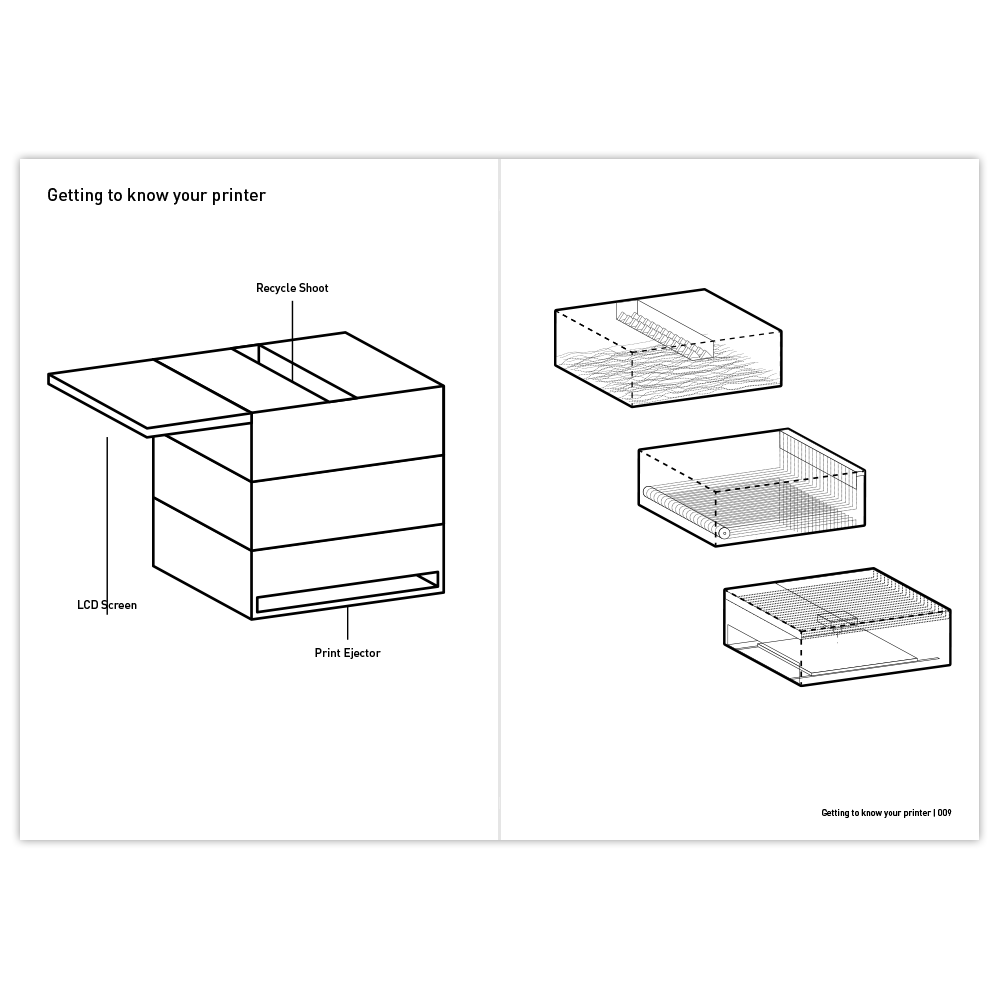 Getting to know your printer
Recycle Shoot
LCD Screen
Print Ejector
Getting to know your printer | 009